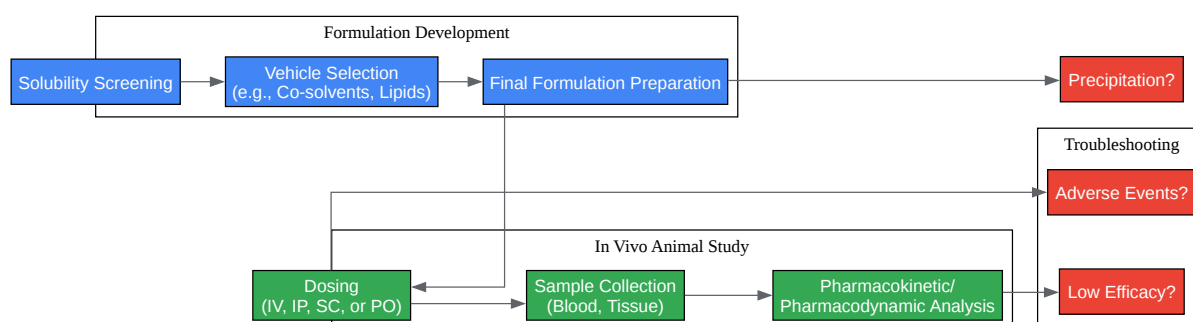 Formulation Development
Solubility Screening
Vehicle Selection
(e.g., Co-solvents, Lipids)
Final Formulation Preparation
Precipitation?
Troubleshooting
Adverse Events?
In Vivo Animal Study
Dosing
(IV, IP, SC, or PO)
Sample Collection
(Blood, Tissue)
Pharmacokinetic/
Pharmacodynamic Analysis
Low Efficacy?